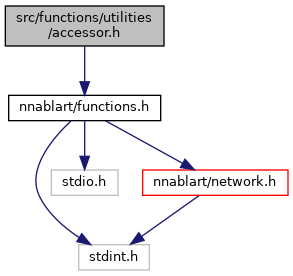 src/functions/utilities
/accessor.h
nnablart/functions.h
stdio.h
nnablart/network.h
stdint.h